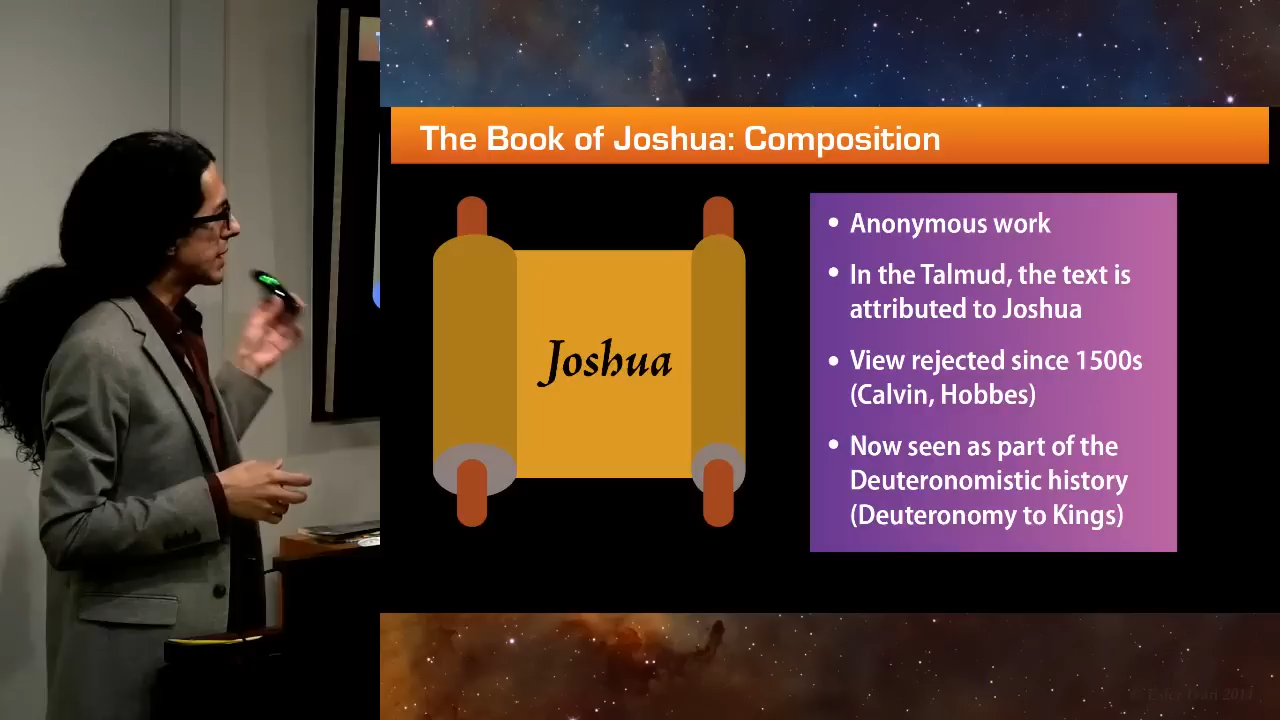 The Book of Joshua: Composition
Joshua
• Anonymous work
• In the Talmud, the text is
attributed to Joshua
• View rejected since 1500s
(Calvin, Hobbes)
• Now seen as part of the
Deuteronomistic history
(Deuteronomy to Kings)